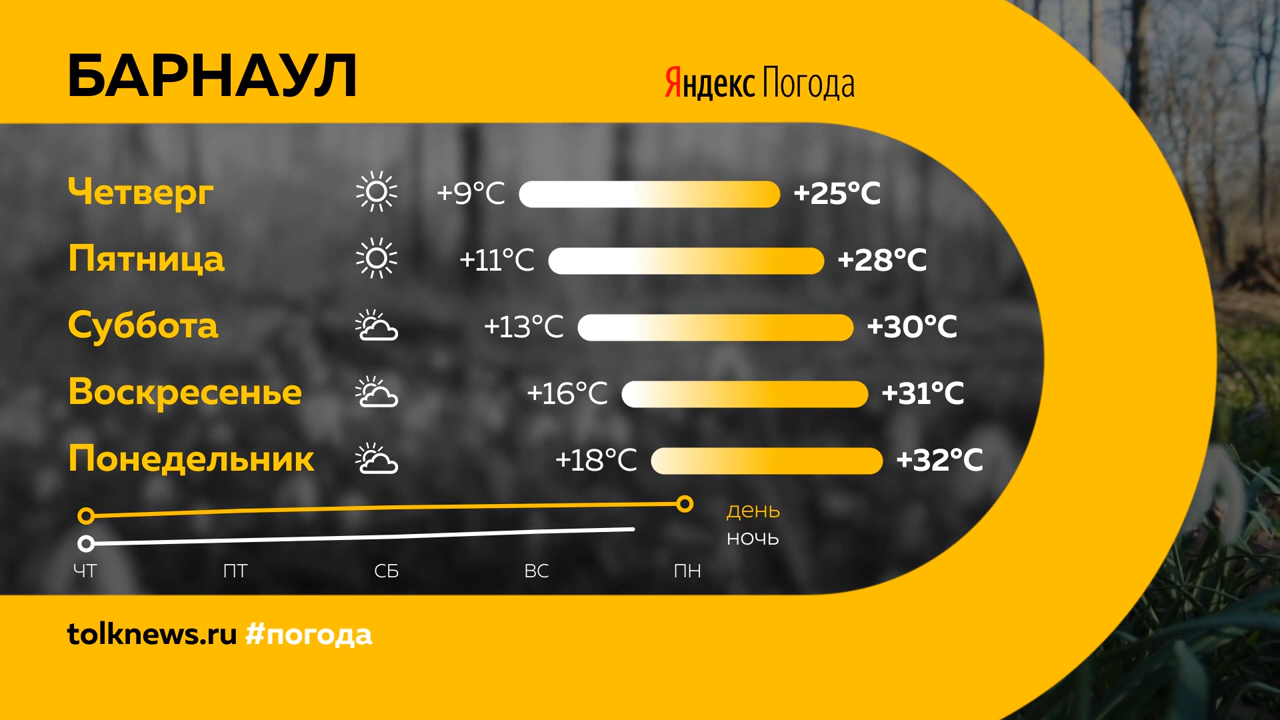 БАРНАУЛ
Яндекс Погода
Четверг +9°C +25°C
Пятница +11°C +28°C
Суббота +13°C +30°C
Воскресенье +16°C +31°C
Понедельник +18°C +32°C
день
ночь
ЧТ ПТ СБ ВС ПН
tolknews.ru #погода